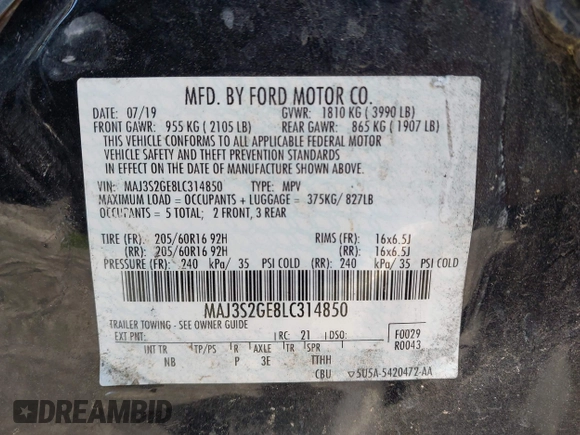 MFD. BY FORD MOTOR CO.
DATE: 07/19 GVWR: 1810 KG ( 3990 LB)
FRONT GAWR: 955 KG ( 2105 LB) REAR GAWR: 865 KG ( 1907 LB)
THIS VEHICLE CONFORMS TO ALL APPLICABLE FEDERAL MOTOR
VEHICLE SAFETY AND THEFT PREVENTION STANDARDS
IN EFFECT ON THE DATE OF MANUFACTURE SHOWN ABOVE.
VIN: MAJ3S2GE8LC314850 TYPE: MPV
MAXIMUM LOAD = OCCUPANTS + LUGGAGE = 375KG/ 827LB
OCCUPANTS = 5 TOTAL; 2 FRONT, 3 REAR
TIRE (FR): 205/60R16 92H RIMS (FR): 16x6.5J
(RR): 205/60R16 92H (RR): 16x6.5J
PRESSURE (FR): 240 kPa/ 35 PSI COLD (RR): 240 kPa/ 35 PSI COLD
MAJ3S2GE8LC314850
TRAILER TOWING - SEE OWNER GUIDE
EXT PNT: RC: 21 DSO: F0029
R0043
INT TR TP/PS R AXLE TR SPR
NB P 3E TTHH
CBU 5U5A-5420472-AA
DREAMBID